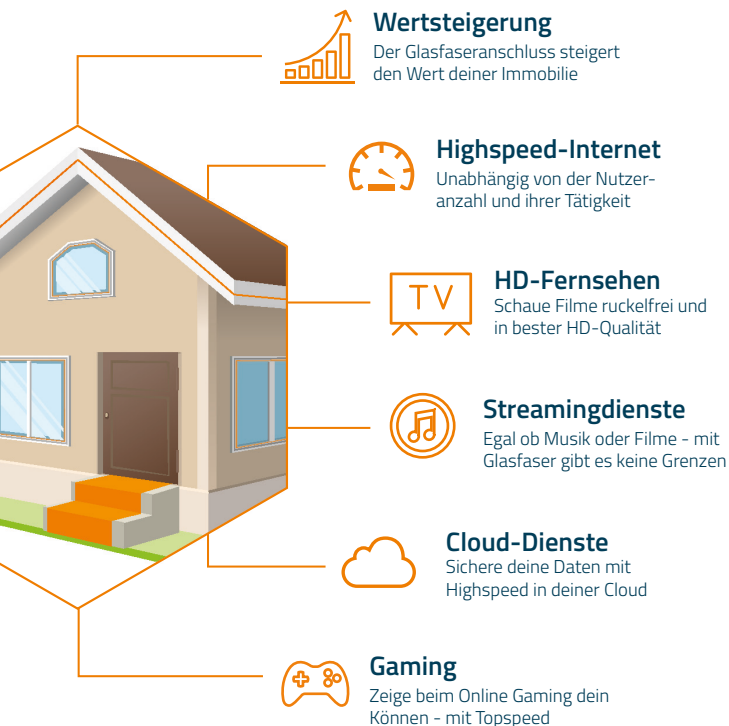 Wertsteigerung
Der Glasfaseranschluss steigert
den Wert deiner Immobilie
Highspeed-Internet
Unabhängig von der Nutzer-
anzahl und ihrer Tätigkeit
TV
HD-Fernsehen
Schaue Filme ruckelfrei und
in bester HD-Qualität
Streamingdienste
Egal ob Musik oder Filme - mit
Glasfaser gibt es keine Grenzen
Cloud-Dienste
Sichere deine Daten mit
Highspeed in deiner Cloud
Gaming
Zeige beim Online Gaming dein
Können - mit Topspeed